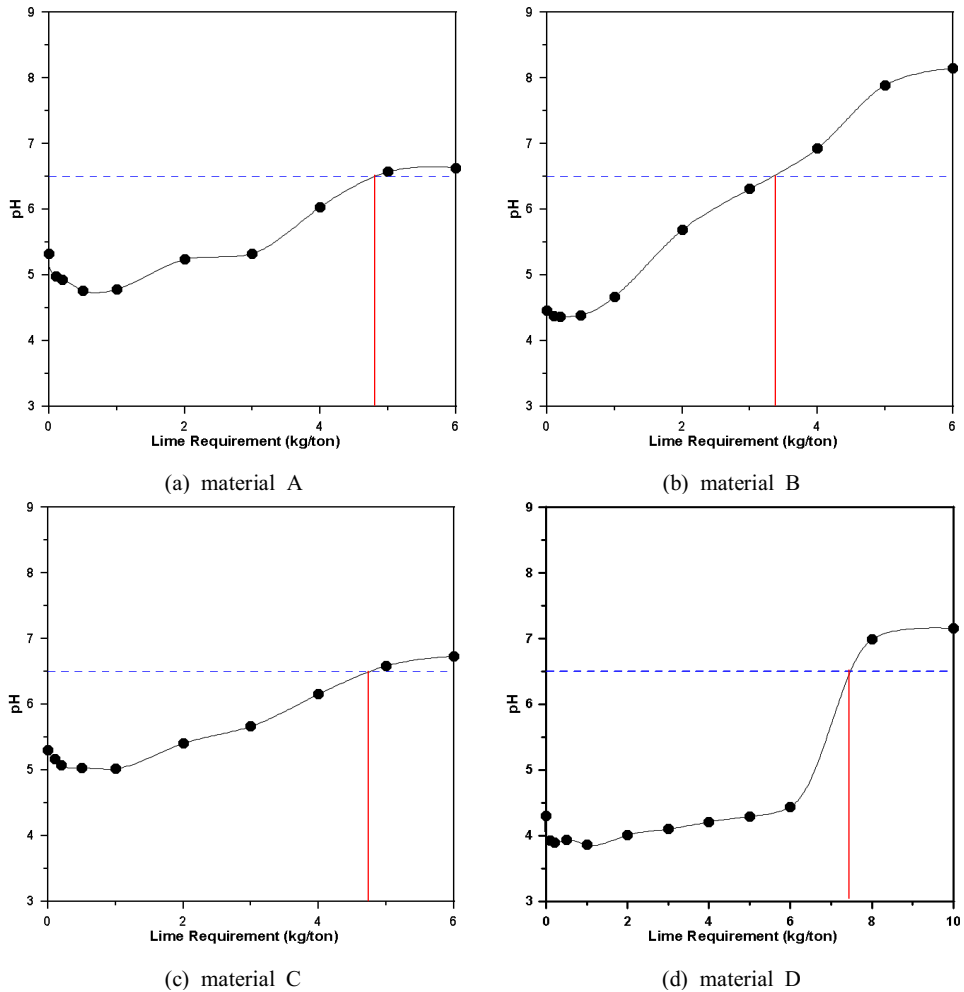 9
8
7
6
5
4
3
pH
0 2 4 6
Lime Requirement (kg/ton)
(a) material A
9
8
7
6
5
4
3
pH
0 2 4 6
Lime Requirement (kg/ton)
(b) material B
9
8
7
6
5
4
3
pH
0 2 4 6
Lime Requirement (kg/ton)
(c) material C
9
8
7
6
5
4
3
pH
0 2 4 6 8 10
Lime Requirement (kg/ton)
(d) material D